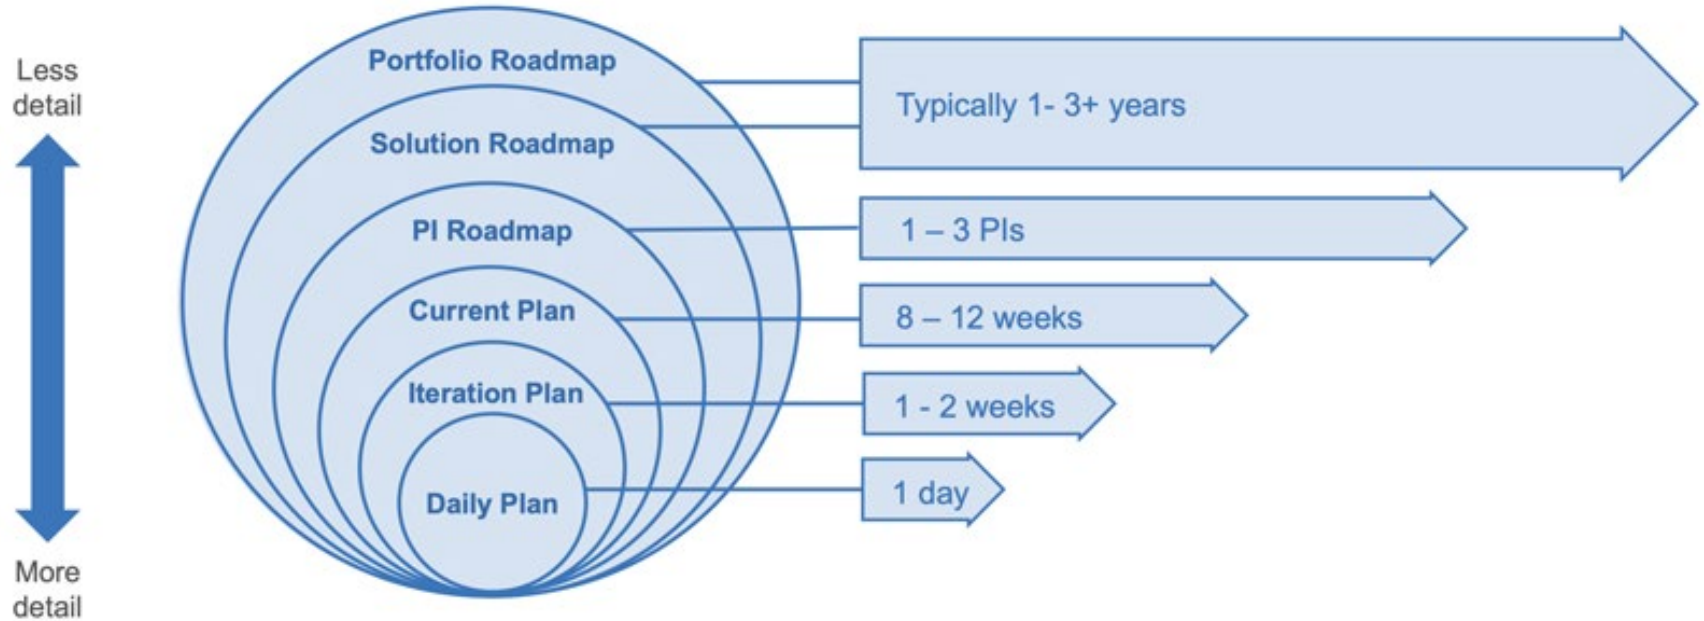 Less
detail
Portfolio Roadmap
Typically 1- 3+ years
Solution Roadmap
PI Roadmap
1 – 3 PIs
Current Plan
8 – 12 weeks
Iteration Plan
1 - 2 weeks
Daily Plan
1 day
More
detail